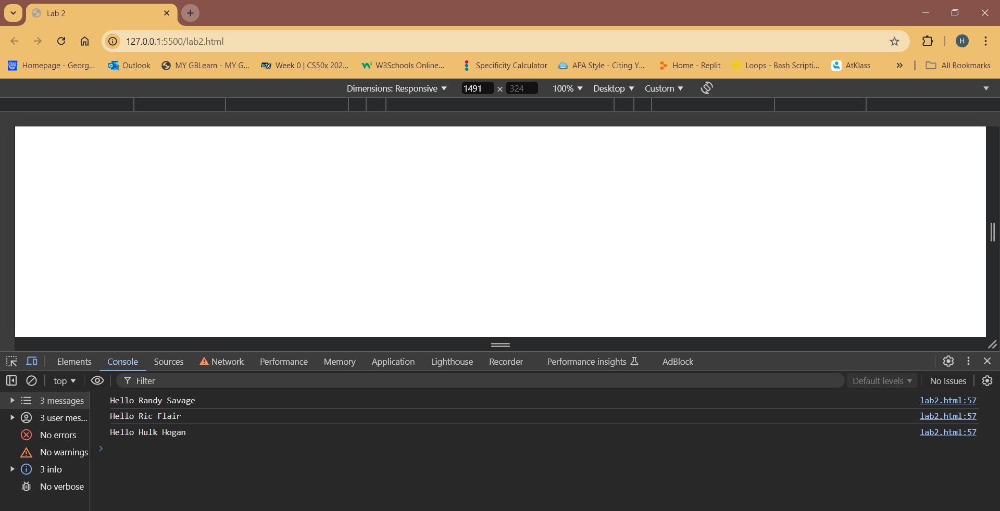 Lab 2
127.0.0.1:5500/lab2.html
H
Homepage - Georg... Outlook MY GBLearn - MY G... edX Week 0 | CS50x 202... W3Schools Online... Specificity Calculator APA Style - Citing Y... Home - Replit Loops - Bash Scripti... AtKlass All Bookmarks
Dimensions: Responsive 1491 × 324 100% Desktop Custom
Elements Console Sources Network Performance Memory Application Lighthouse Recorder Performance insights AdBlock
top Filter Default levels No Issues
3 messages
3 user mes...
No errors
No warnings
3 info
No verbose
Hello Randy Savage lab2.html:57
Hello Ric Flair lab2.html:57
Hello Hulk Hogan lab2.html:57